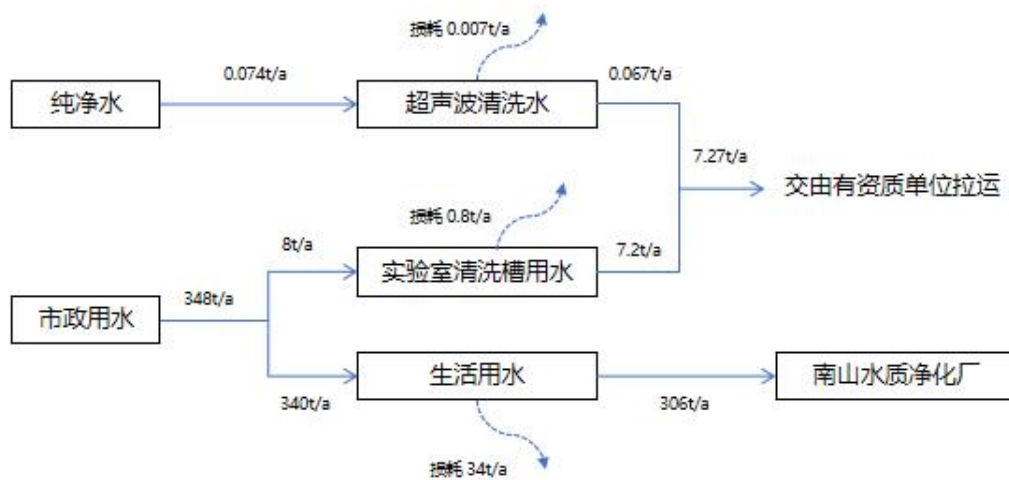 损耗 0.007t/a
0.074t/a
0.067t/a
纯净水
超声波清洗水
7.27t/a
交由有资质单位拉运
损耗 0.8t/a
8t/a
实验室清洗槽用水
7.2t/a
348t/a
市政用水
生活用水
南山水质净化厂
340t/a
306t/a
损耗 34t/a